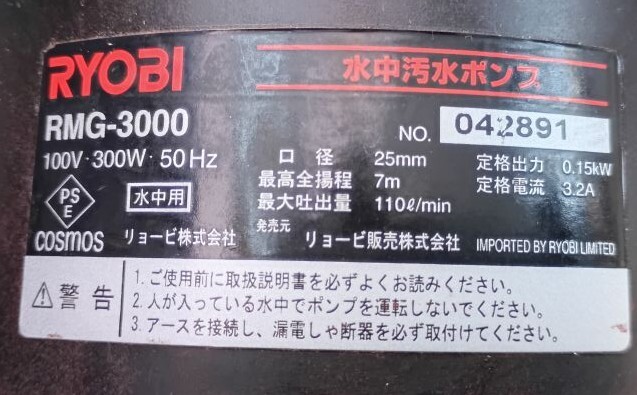 RYOBI
水中汚水ポンプ
RMG-3000
NO. 042891
100V·300W·50Hz
口径 25mm 定格出力 0.15kW
最高全揚程 7m 定格電流 3.2A
最大吐出量 110ℓ/min
PSE
水中用
COSMOS リョービ株式会社 発売元 リョービ販売株式会社 IMPORTED BY RYOBI LIMITED
⚠警告
1.ご使用前に取扱説明書を必ずよくお読みください。
2.人が入っている水中でポンプを運転しないでください。
3.アースを接続し、漏電しゃ断器を必ず取付けてください。